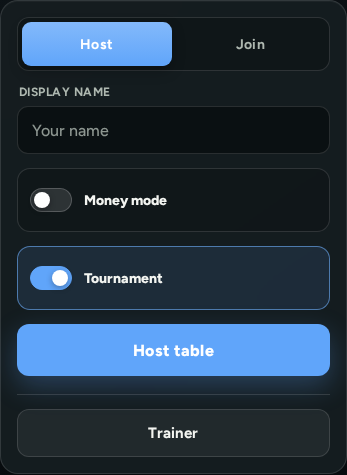 Host
Join
DISPLAY NAME
Your name
Money mode
Tournament
Host table
Trainer